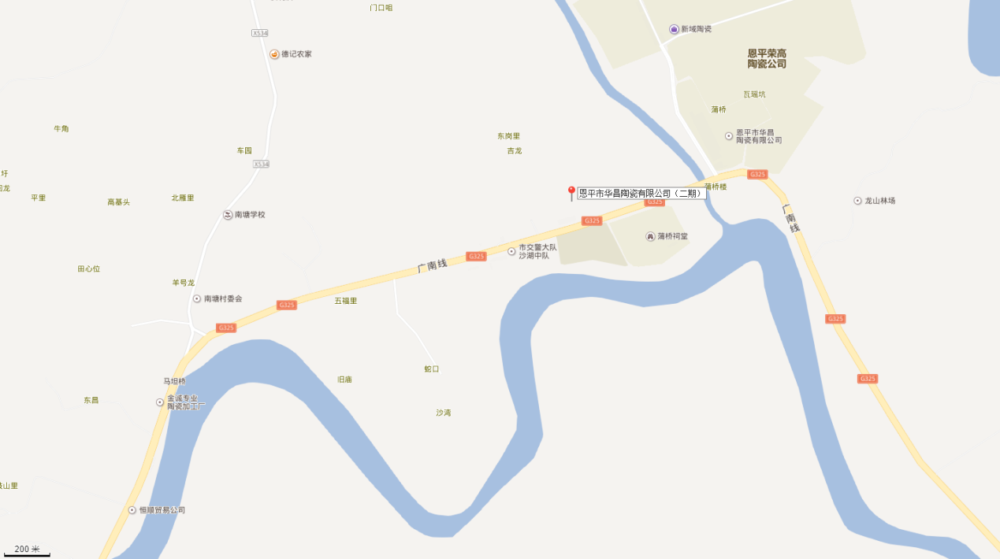 门口咀
X534
新域陶瓷
德记农家
恩平荣高
陶瓷公司
瓦瑶坑
蒲桥
牛角
东岗里
恩平市华昌
陶瓷有限公司
车园
吉龙
X534
圩
G325
回龙
平里
高基头
北雁里
蒲桥楼
恩平市华昌陶瓷有限公司（二期）
G325
龙山林场
南塘学校
广南线
G325
蒲桥祠堂
市交警大队
沙湖中队
G325
广南线
田心位
羊号龙
南塘村委会
五福里
G325
G325
G325
蛇口
马坦桥
旧庙
G325
东昌
金诚专业
陶瓷加工厂
沙湾
山里
恒顺贸易公司
200 米